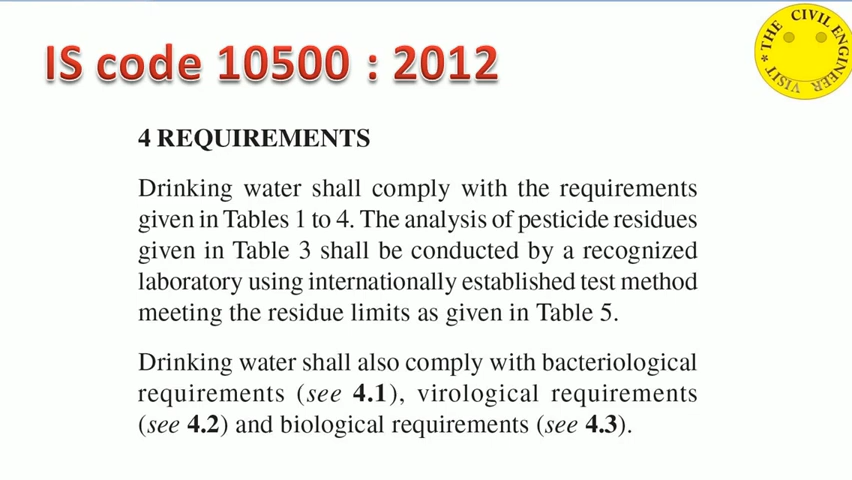 IS code 10500 : 2012
THE CIVIL ENGINEER
* VISIT *
4 REQUIREMENTS
Drinking water shall comply with the requirements
given in Tables 1 to 4. The analysis of pesticide residues
given in Table 3 shall be conducted by a recognized
laboratory using internationally established test method
meeting the residue limits as given in Table 5.
Drinking water shall also comply with bacteriological
requirements (see 4.1), virological requirements
(see 4.2) and biological requirements (see 4.3).